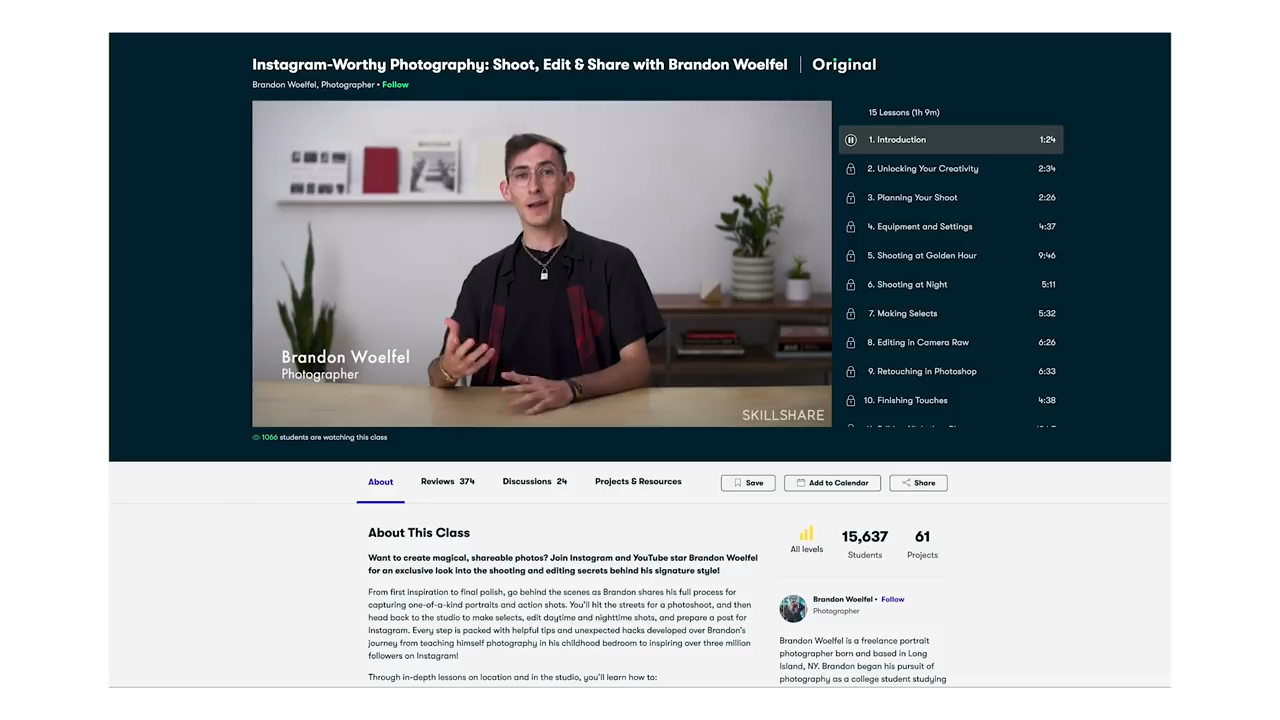 Instagram-Worthy Photography: Shoot, Edit & Share with Brandon Woelfel | Original
Brandon Woelfel, Photographer • Follow
Brandon Woelfel
Photographer
SKILLSHARE
1066 students are watching this class
15 Lessons (1h 9m)
1. Introduction 1:24
2. Unlocking Your Creativity 2:34
3. Planning Your Shoot 2:26
4. Equipment and Settings 4:37
5. Shooting at Golden Hour 9:46
6. Shooting at Night 5:11
7. Making Selects 5:32
8. Editing in Camera Raw 6:26
9. Retouching in Photoshop 6:33
10. Finishing Touches 4:38
About Reviews 374 Discussions 24 Projects & Resources Save Add to Calendar Share
About This Class
Want to create magical, shareable photos? Join Instagram and YouTube star Brandon Woelfel
for an exclusive look into the shooting and editing secrets behind his signature style!
From first inspiration to final polish, go behind the scenes as Brandon shares his full process for
capturing one-of-a-kind portraits and action shots. You'll hit the streets for a photoshoot, and then
head back to the studio to make selects, edit daytime and nighttime shots, and prepare a post for
Instagram. Every step is packed with helpful tips and unexpected hacks developed over Brandon's
journey from teaching himself photography in his childhood bedroom to inspiring over three million
followers on Instagram!
Through in-depth lessons on location and in the studio, you'll learn how to:
All levels
15,637
Students
61
Projects
Brandon Woelfel • Follow
Photographer
Brandon Woelfel is a freelance portrait
photographer born and based in Long
Island, NY. Brandon began his pursuit of
photography as a college student studying